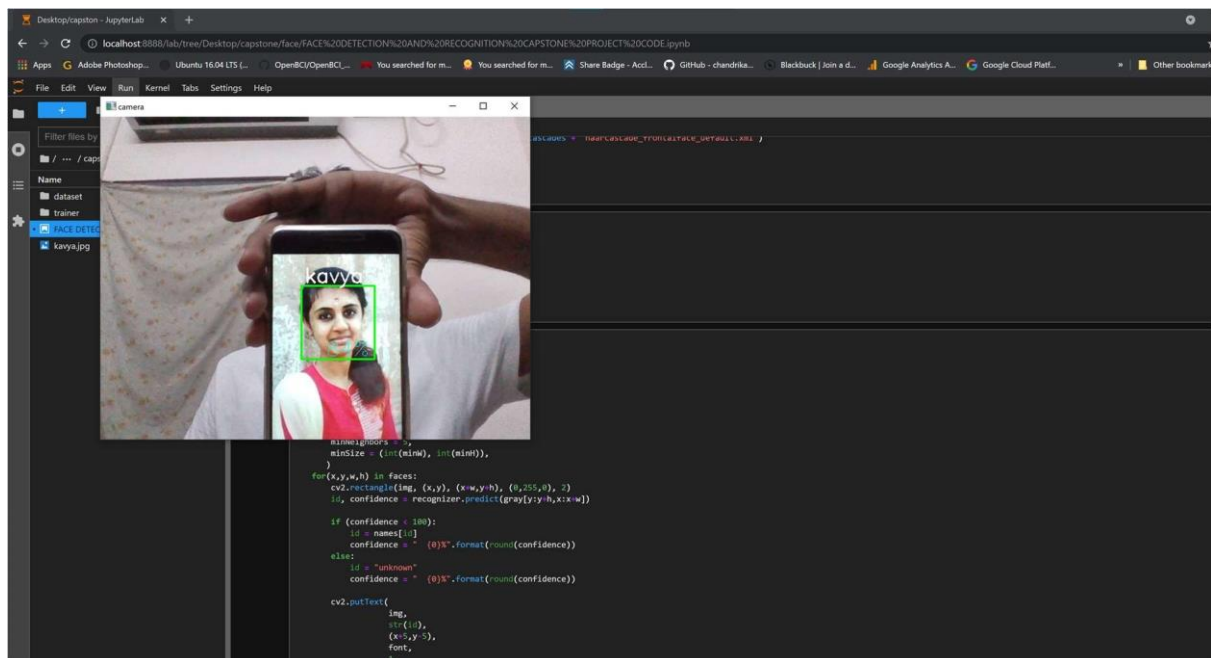 Desktop/capston - JupyterLab
localhost:8888/lab/tree/Desktop/capstone/face/FACE%20DETECTION%20AND%20RECOGNITION%20CAPSTONE%20PROJECT%20CODE.ipynb
Apps Adobe Photoshop... Ubuntu 16.04 LTS (... OpenBCI/OpenBCI_... You searched for m... You searched for m... Share Badge - Accl... GitHub - chandrika... Blackbuck | Join a d... Google Analytics A... Google Cloud Platf... » Other bookmark
File Edit View Run Kernel Tabs Settings Help
camera
Filter files by
/ ··· / caps
Name
dataset
trainer
FACE DETEC
kavya.jpg
kavya
ascades + 'haarcascade_frontalface_default.xml')
minNeighbors = 5,
minSize = (int(minW), int(minH)),
)
for(x,y,w,h) in faces:
cv2.rectangle(img, (x,y), (x+w,y+h), (0,255,0), 2)
id, confidence = recognizer.predict(gray[y:y+h,x:x+w])
if (confidence < 100):
id = names[id]
confidence = " {0}%".format(round(confidence))
else:
id = "unknown"
confidence = " {0}%".format(round(confidence))
cv2.putText(
img,
str(id),
(x+5,y-5),
font,